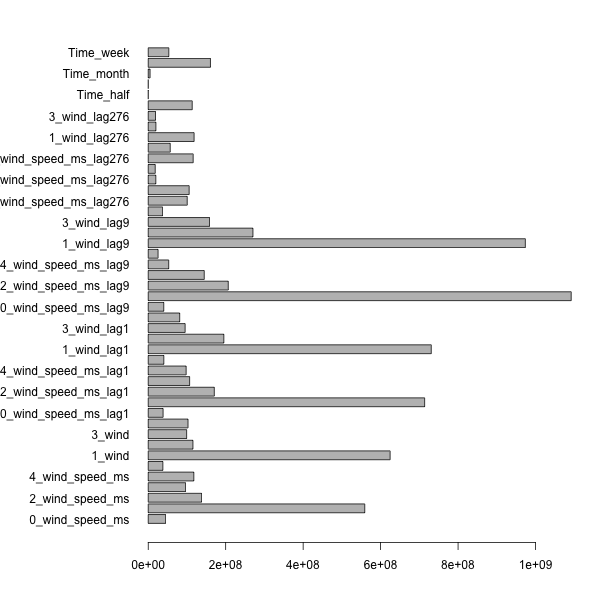 Time_week
Time_month
Time_half
3_wind_lag276
1_wind_lag276
wind_speed_ms_lag276
wind_speed_ms_lag276
wind_speed_ms_lag276
3_wind_lag9
1_wind_lag9
4_wind_speed_ms_lag9
2_wind_speed_ms_lag9
0_wind_speed_ms_lag9
3_wind_lag1
1_wind_lag1
4_wind_speed_ms_lag1
2_wind_speed_ms_lag1
0_wind_speed_ms_lag1
3_wind
1_wind
4_wind_speed_ms
2_wind_speed_ms
0_wind_speed_ms
0e+00 2e+08 4e+08 6e+08 8e+08 1e+09